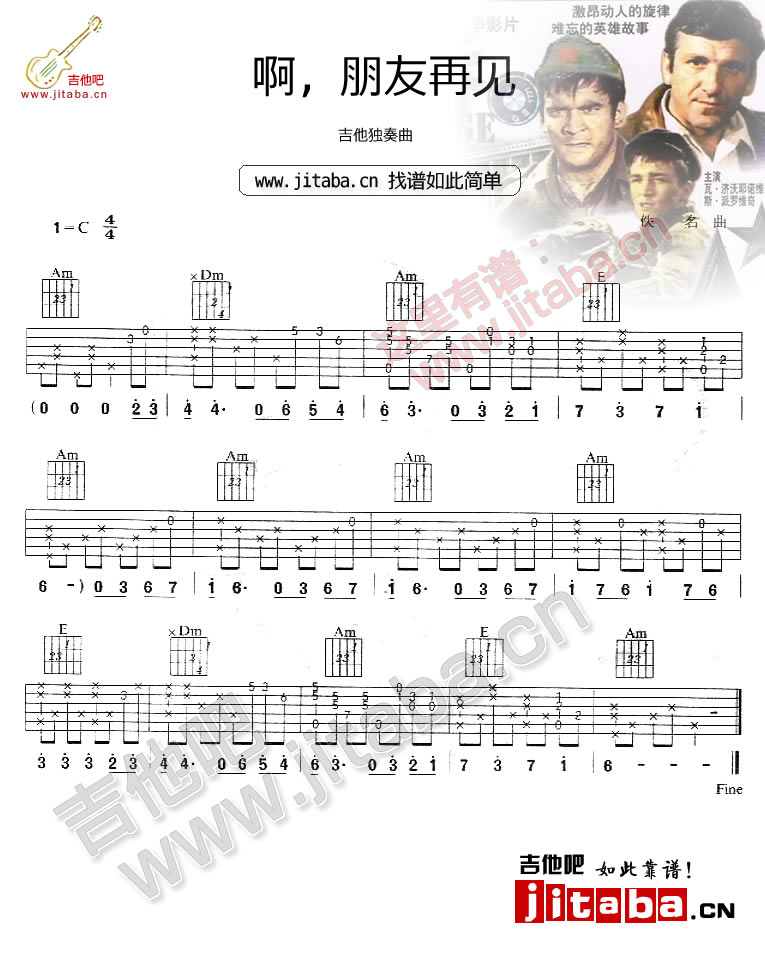 激昂动人的旋律
争影片 难忘的英雄故事
吉他吧
www.jitaba.cn
啊，朋友再见
吉他独奏曲
www.jitaba.cn 找谱如此简单
主演
瓦·济沃耶诺维
斯·派罗维奇
佚 名 曲
1=C 4/4
这里有谱：
www.jitaba.cn
Am ×Dm Am E
(0 0 0 2 3 | 4 4· 0 6 5 4 | 6 3· 0 3 2 1 | 7 3 7 1 |
Am Am Am Am
6 -) 0 3 6 7 | 1 6· 0 3 6 7 | 1 6· 0 3 6 7 | 1 7 6 1 7 6 |
E ×Dm Am E Am
3 3 3 2 3 | 4 4· 0 6 5 4 | 6 3· 0 3 2 1 | 7 3 7 1 | 6 - - - ‖
Fine
吉他吧
www.jitaba.cn
吉他吧 如此靠谱!
jitaba.CN